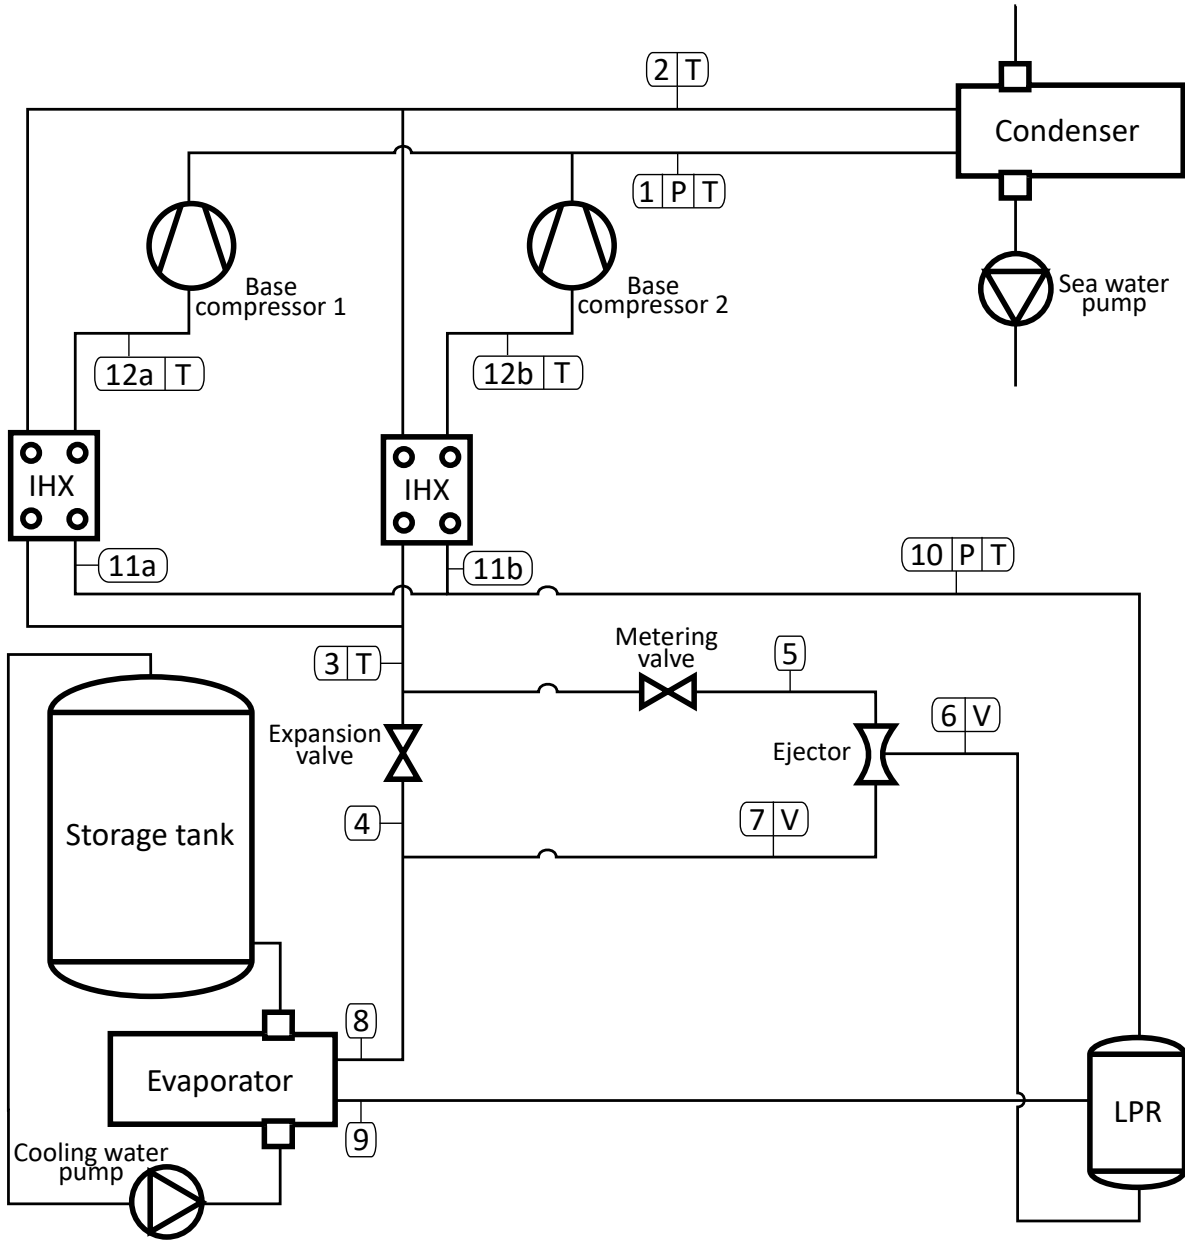 2 T
Condenser
1 P T
Base
compressor 1
Base
compressor 2
Sea water
pump
12a T
12b T
IHX
IHX
11a
11b
10 P T
Metering
valve
3 T
5
6 V
Expansion
valve
Ejector
4
7 V
Storage tank
8
Evaporator
LPR
9
Cooling water
pump